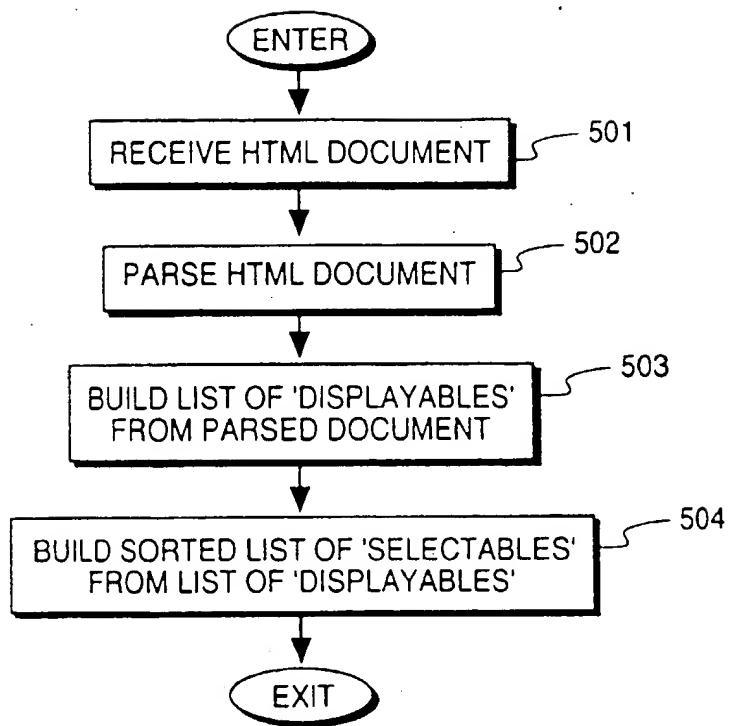 ENTER
RECEIVE HTML DOCUMENT
501
PARSE HTML DOCUMENT
502
BUILD LIST OF 'DISPLAYABLES'
FROM PARSED DOCUMENT
503
BUILD SORTED LIST OF 'SELECTABLES'
FROM LIST OF 'DISPLAYABLES'
504
EXIT